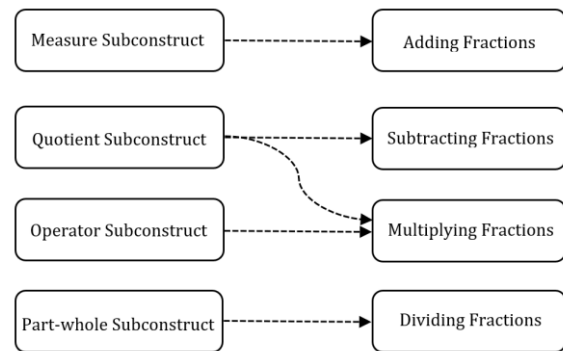 Measure Subconstruct
Adding Fractions
Quotient Subconstruct
Subtracting Fractions
Operator Subconstruct
Multiplying Fractions
Part-whole Subconstruct
Dividing Fractions